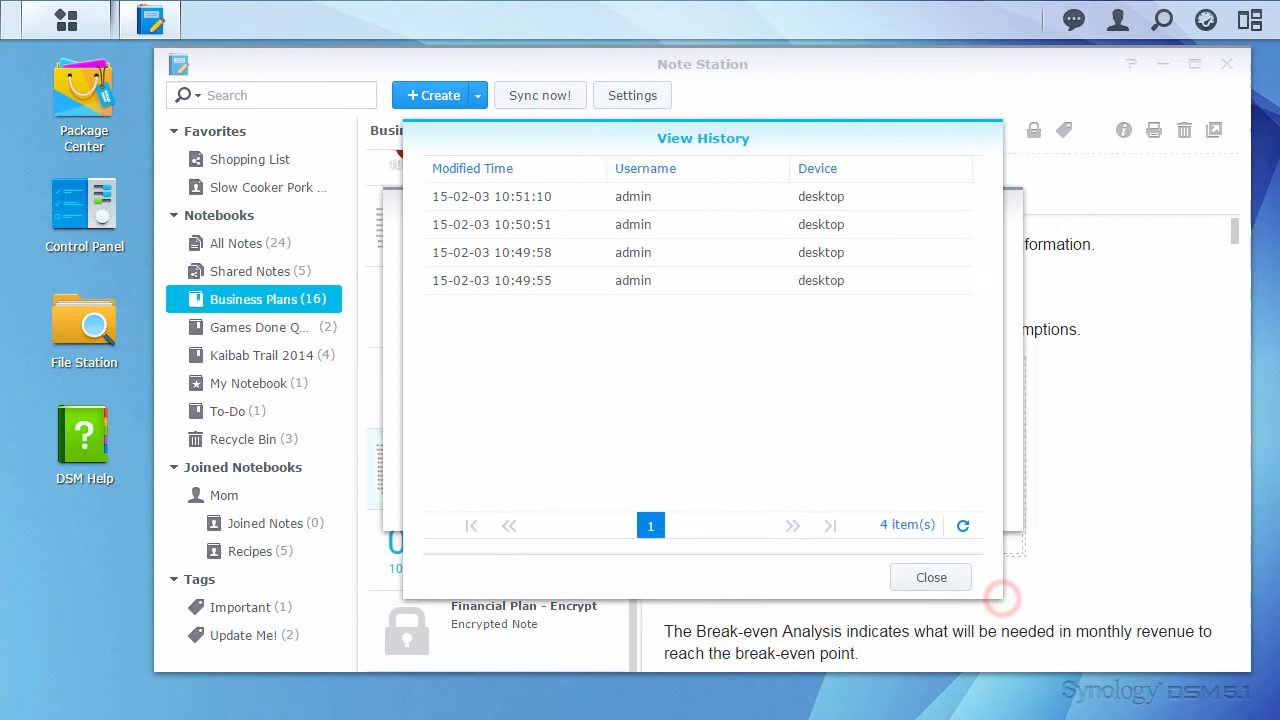 Package
Center
Control Panel
File Station
DSM Help
Note Station
Search
+ Create
Sync now!
Settings
Favorites
Shopping List
Slow Cooker Pork ...
Notebooks
All Notes (24)
Shared Notes (5)
Business Plans (16)
Games Done Q... (2)
Kaibab Trail 2014 (4)
My Notebook (1)
To-Do (1)
Recycle Bin (3)
Joined Notebooks
Mom
Joined Notes (0)
Recipes (5)
Tags
Important (1)
Update Me! (2)
View History
Modified Time Username Device
15-02-03 10:51:10 admin desktop
15-02-03 10:50:51 admin desktop
15-02-03 10:49:58 admin desktop
15-02-03 10:49:55 admin desktop
1
4 item(s)
Close
Financial Plan - Encrypt
Encrypted Note
The Break-even Analysis indicates what will be needed in monthly revenue to
reach the break-even point.
Synology DSM 5.1